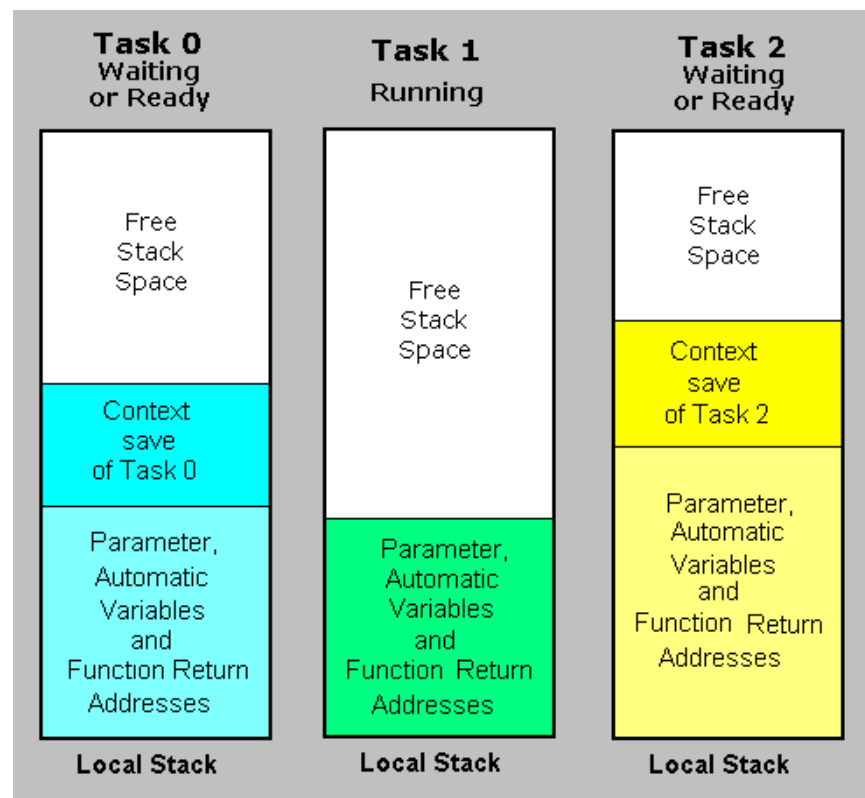 Task 0
Waiting
or Ready
Free
Stack
Space
Context
save
of Task 0
Parameter,
Automatic
Variables
and
Function Return
Addresses
Local Stack
Task 1
Running
Free
Stack
Space
Parameter,
Automatic
Variables
and
Function Return
Addresses
Local Stack
Task 2
Waiting
or Ready
Free
Stack
Space
Context
save
of Task 2
Parameter,
Automatic
Variables
and
Function Return
Addresses
Local Stack